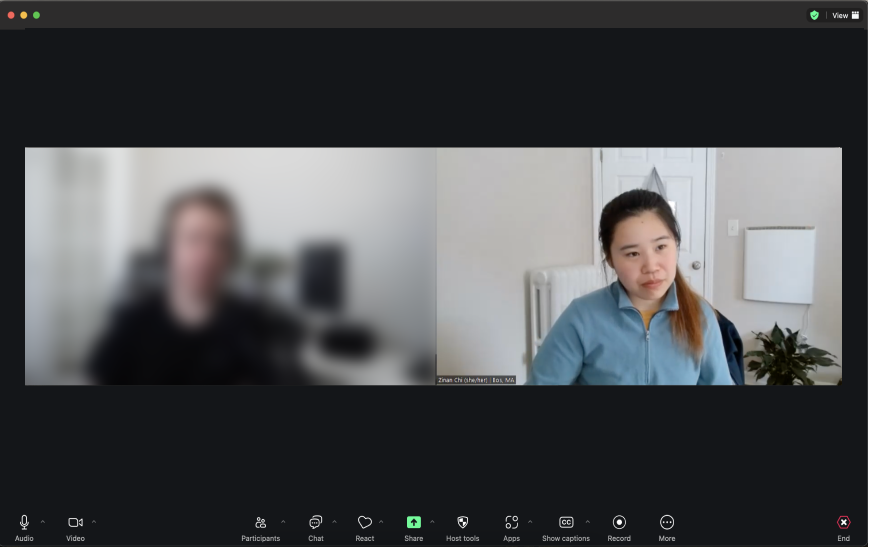 View
Zinan Chi (she/her) | Bos, MA
Audio
Video
Participants
Chat
React
Share
Host tools
CC
Apps
Show captions
Record
More
End